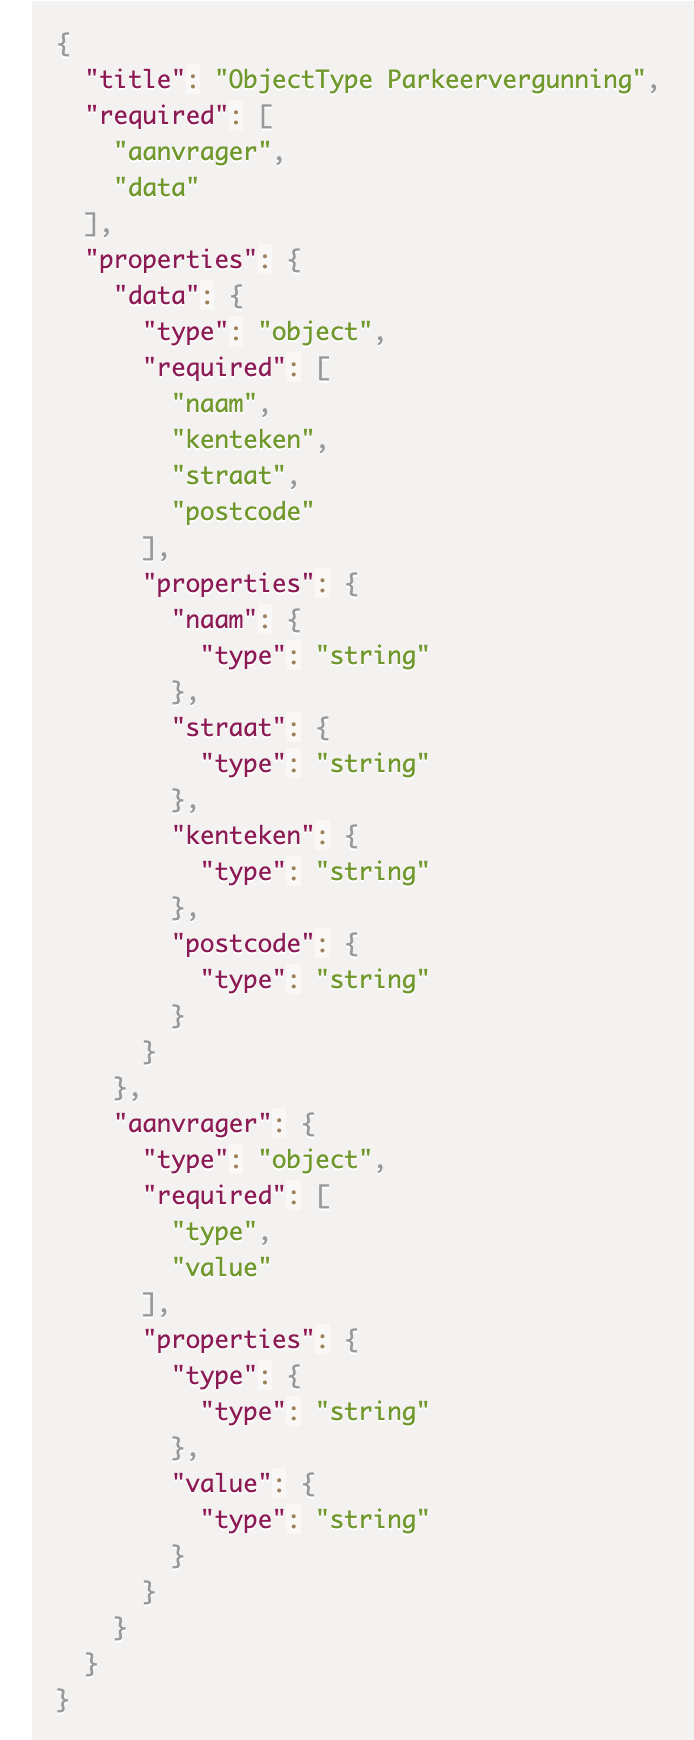 {
  "title": "ObjectType Parkeervergunning",
  "required": [
    "aanvrager",
    "data"
  ],
  "properties": {
    "data": {
      "type": "object",
      "required": [
        "naam",
        "kenteken",
        "straat",
        "postcode"
      ],
      "properties": {
        "naam": {
          "type": "string"
        },
        "straat": {
          "type": "string"
        },
        "kenteken": {
          "type": "string"
        },
        "postcode": {
          "type": "string"
        }
      }
    },
    "aanvrager": {
      "type": "object",
      "required": [
        "type",
        "value"
      ],
      "properties": {
        "type": {
          "type": "string"
        },
        "value": {
          "type": "string"
        }
      }
    }
  }
}